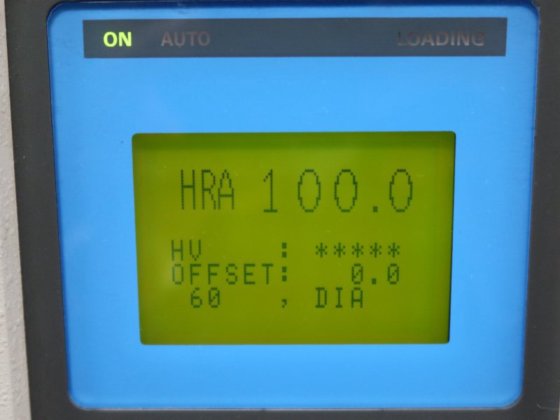 ON AUTO LOADING
HRA 100.0
HV : *****
OFFSET: 0.0
60 , DIA